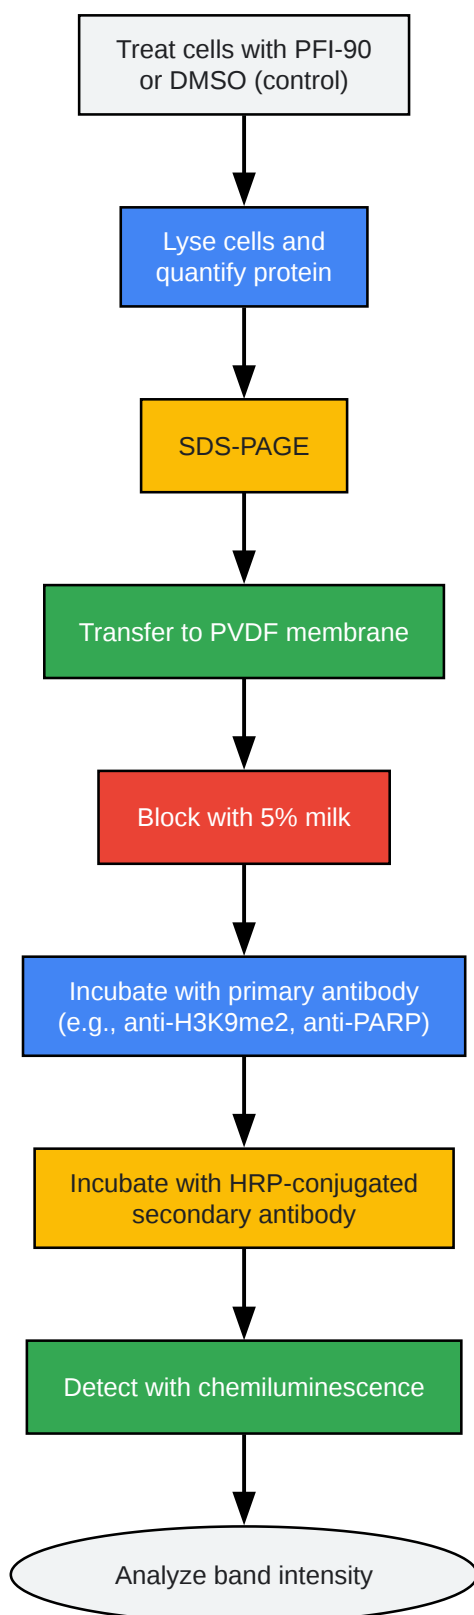 Treat cells with PFI-90
or DMSO (control)
Lyse cells and
quantify protein
SDS-PAGE
Transfer to PVDF membrane
Block with 5% milk
Incubate with primary antibody
(e.g., anti-H3K9me2, anti-PARP)
Incubate with HRP-conjugated
secondary antibody
Detect with chemiluminescence
Analyze band intensity